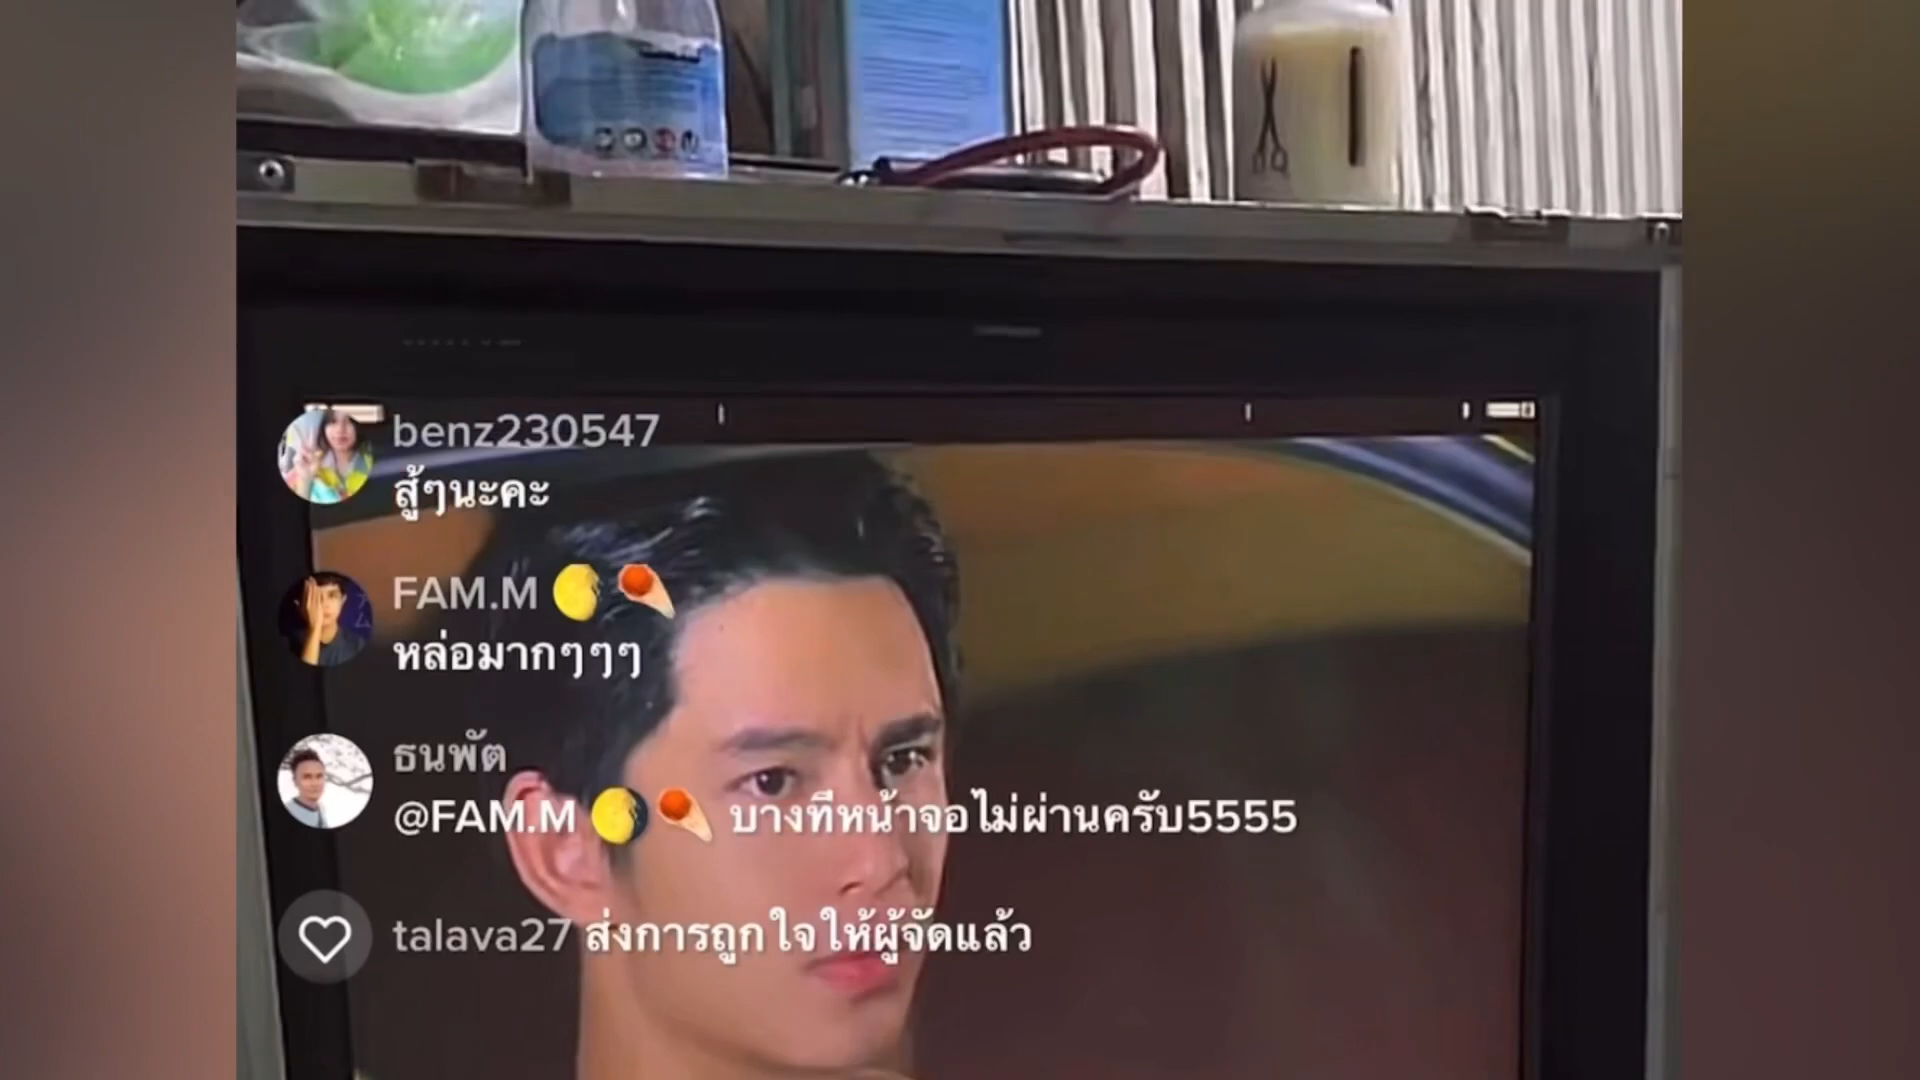 benz230547
สู้ๆนะคะ
FAM.M
หล่อมากๆๆๆ
ธนพัต
@FAM.M บางทีหน้าจอไม่ผ่านครับ5555
talava27 ส่งการถูกใจให้ผู้จัดแล้ว